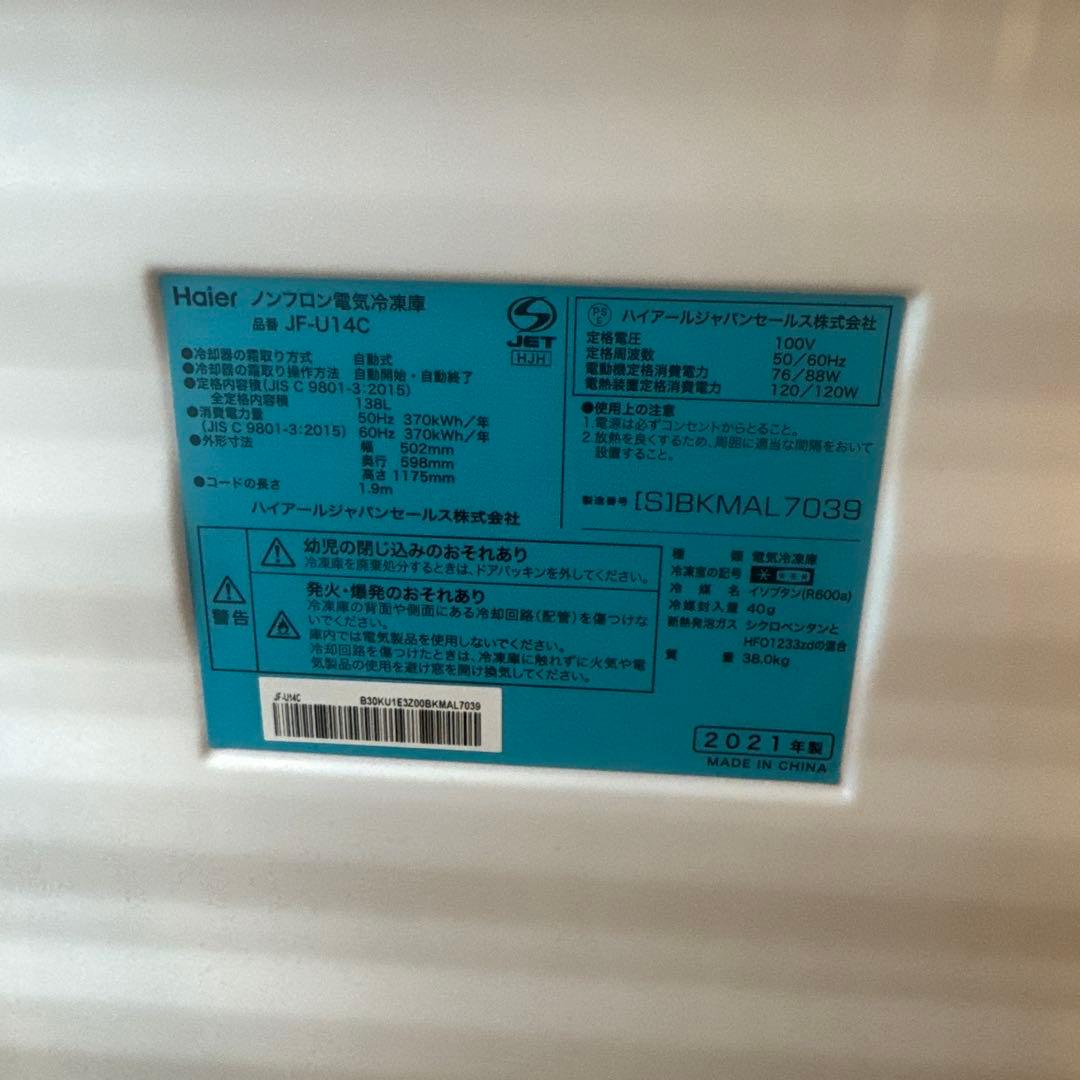 Haier ノンフロン電気冷凍庫
品番 JF-U14C
JET
HJH
●冷却器の霜取り方式 自動式
●冷却器の霜取り操作方法 自動開始・自動終了
●定格内容積(JIS C 9801-3:2015)
全定格内容積 138L
●消費電力量 50Hz 370kWh/年
(JIS C 9801-3:2015) 60Hz 370kWh/年
●外形寸法 幅 502mm
奥行 598mm
高さ 1175mm
●コードの長さ 1.9m
ハイアールジャパンセールス株式会社
PS E ハイアールジャパンセールス株式会社
定格電圧 100V
定格周波数 50/60Hz
電動機定格消費電力 76/88W
電熱装置定格消費電力 120/120W
●使用上の注意
1.電源は必ずコンセントからとること。
2.放熱を良くするため、周囲に適当な間隔をおいて
設置すること。
製造番号 [S]BKMAL7039
警告
幼児の閉じ込みのおそれあり
冷凍庫を廃棄処分するときは、ドアパッキンを外してください。
発火・爆発のおそれあり
冷凍庫の背面や側面にある冷却回路(配管)を傷つけな
いでください。
庫内では電気製品を使用しないでください。
冷却回路を傷つけたときは、冷凍庫に触れずに火気や電
気製品の使用を避け窓を開け換気してください。
種類 電気冷凍庫
冷凍室の記号
冷媒名 イソブタン(R600a)
冷媒封入量 40g
断熱発泡ガス シクロペンタンと
HFO1233zdの混合
質量 38.0kg
JF-U14C B30KU1E3Z00BKMAL7039
2021年製
MADE IN CHINA